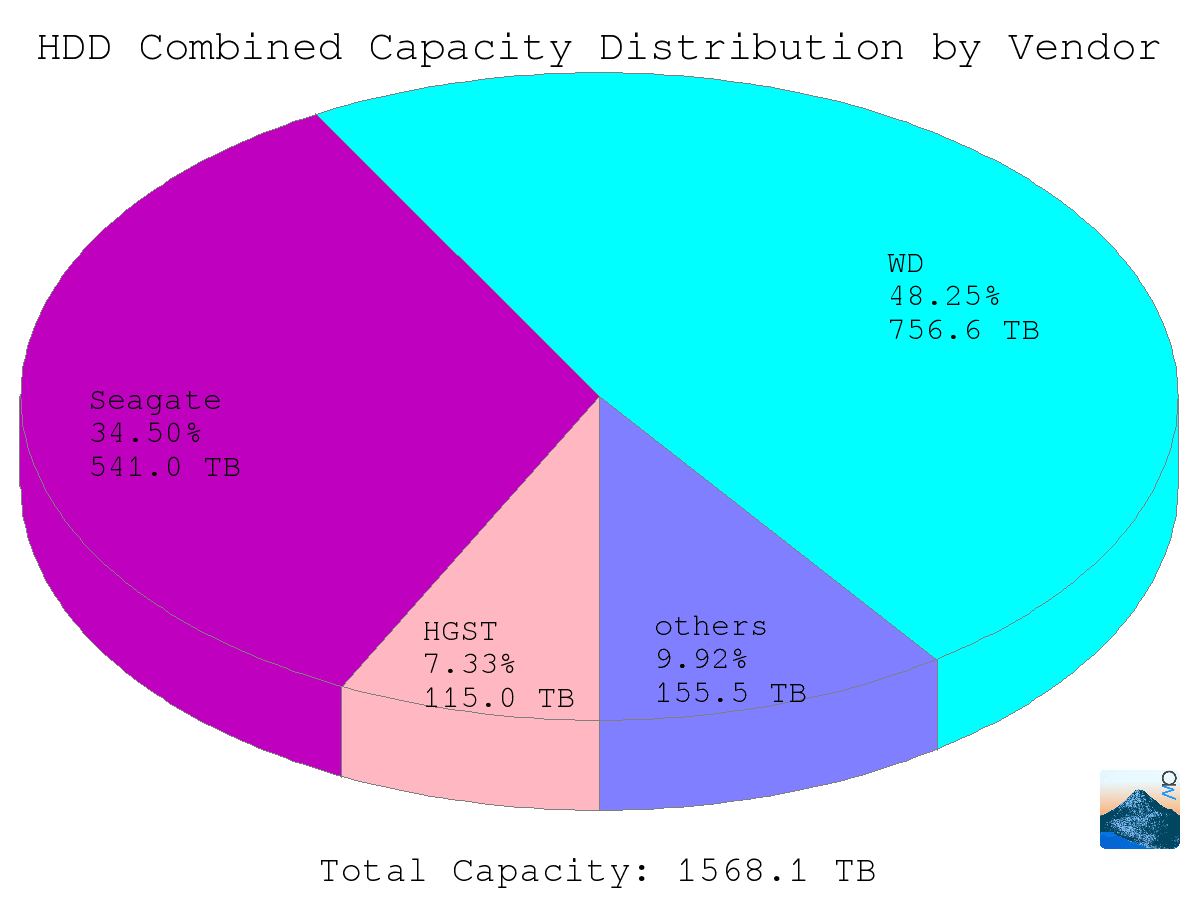 HDD Combined Capacity Distribution by Vendor
WD
48.25%
756.6 TB
Seagate
34.50%
541.0 TB
HGST
7.33%
115.0 TB
others
9.92%
155.5 TB
Total Capacity: 1568.1 TB